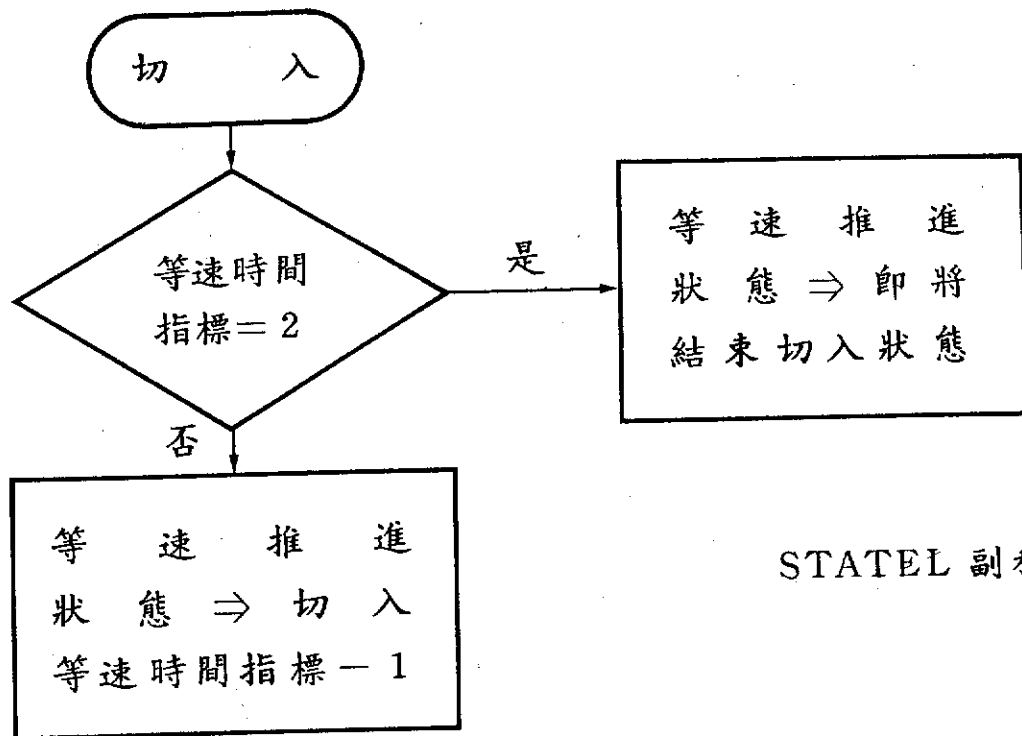 切 入
等速時間
指標=2
是
等速推進
狀態⇒即將
結束切入狀態
否
等速推進
狀態⇒切入
等速時間指標-1
STATEL 副